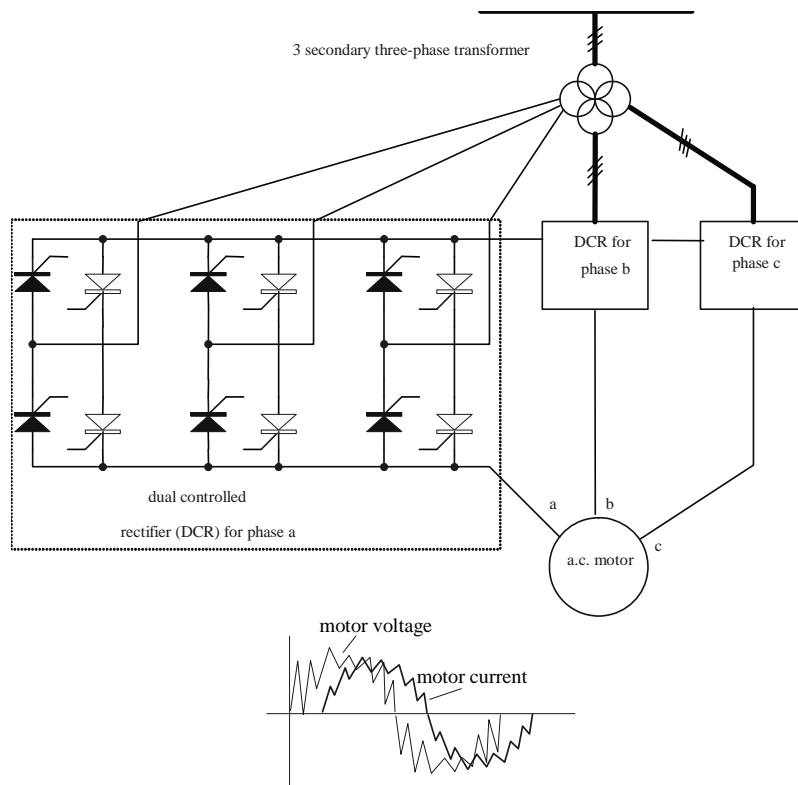 3 secondary three-phase transformer
DCR for
phase b
DCR for
phase c
dual controlled
rectifier (DCR) for phase a
a
b
c
a.c. motor
motor voltage
motor current